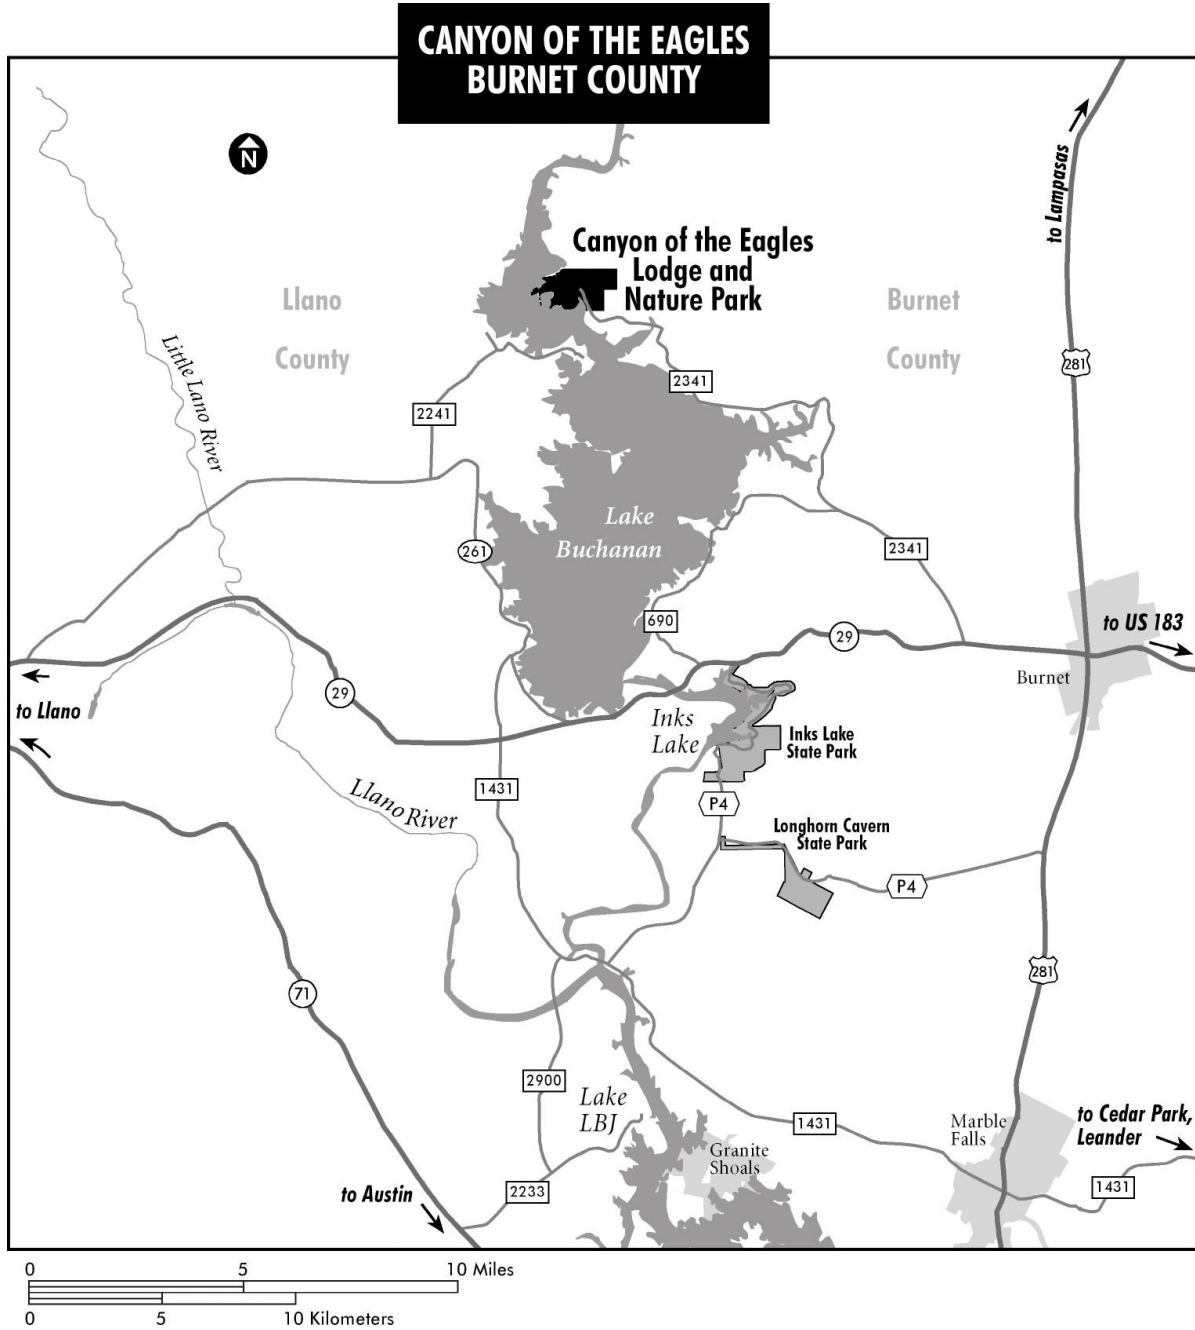 CANYON OF THE EAGLES
BURNET COUNTY
N
to Lampasas
Canyon of the Eagles
Lodge and
Nature Park
Llano
County
Burnet
County
Little Lano River
281
2341
2241
Lake
Buchanan
261
2341
690
29
to US 183
Burnet
29
to Llano
Inks
Lake
Inks Lake
State Park
1431
P4
Llano River
Longhorn Cavern
State Park
P4
281
71
2900
Lake
LBJ
1431
Marble
Falls
to Cedar Park,
Leander
Granite
Shoals
1431
2233
to Austin
0 5 10 Miles
0 5 10 Kilometers